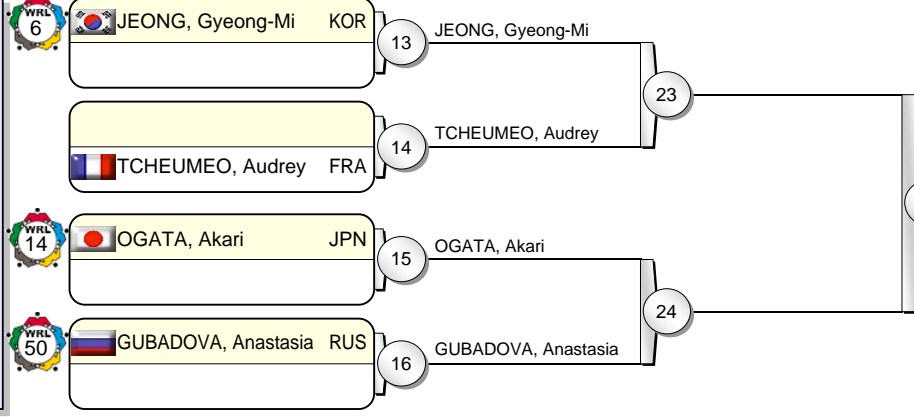 WRL
6
JEONG, Gyeong-Mi KOR
13
JEONG, Gyeong-Mi
23
14
TCHEUMEO, Audrey
TCHEUMEO, Audrey FRA
WRL
14
OGATA, Akari JPN
15
OGATA, Akari
24
WRL
50
GUBADOVA, Anastasia RUS
16
GUBADOVA, Anastasia